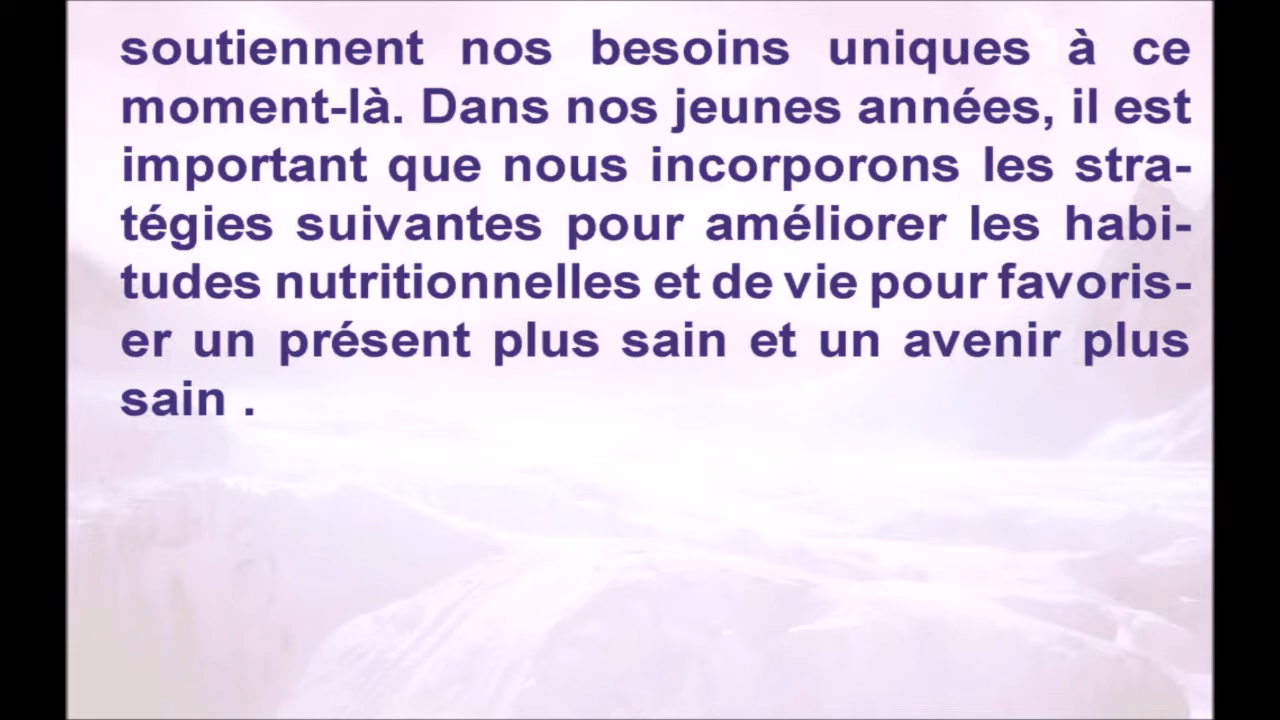 soutiennent nos besoins uniques à ce
moment-là. Dans nos jeunes années, il est
important que nous incorporons les stra-
tégies suivantes pour améliorer les habi-
tudes nutritionnelles et de vie pour favoris-
er un présent plus sain et un avenir plus
sain .